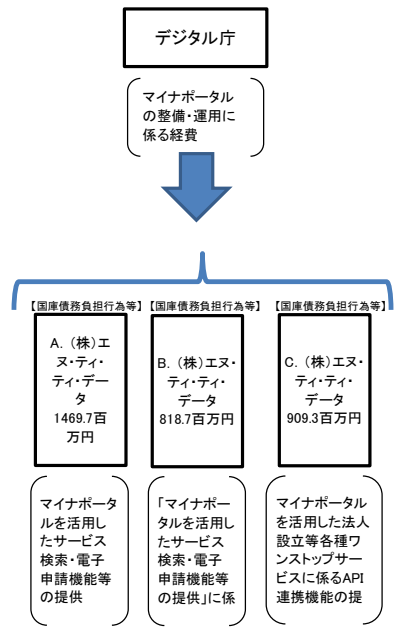 デジタル庁
マイナポータル
の整備・運用に
係る経費
【国庫債務負担行為等】
【国庫債務負担行為等】
【国庫債務負担行為等】
A. (株)エ
ヌ・ティ・
ティ・デー
タ
1469.7百
万円
B. (株)エヌ・
ティ・ティ・
データ
818.7百万円
C. (株)エヌ・
ティ・ティ・
データ
909.3百万円
マイナポータ
ルを活用し
たサービス
検索・電子
申請機能等
の提供
「マイナポー
タルを活用し
たサービス
検索・電子
申請機能等
の提供」に係
マイナポータル
を活用した法人
設立等各種ワ
ンストップサー
ビスに係るAPI
連携機能の提